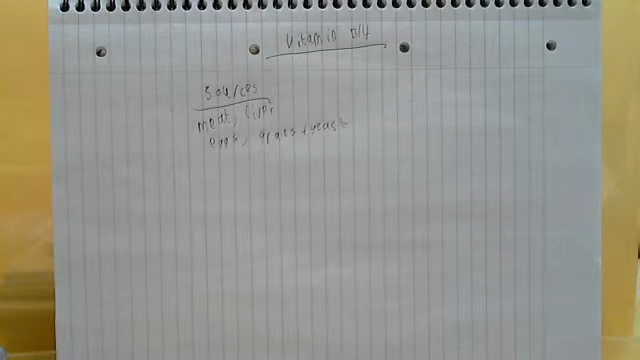 Vitamin B14
Sources
meat, liver
eggs, grains + yeast